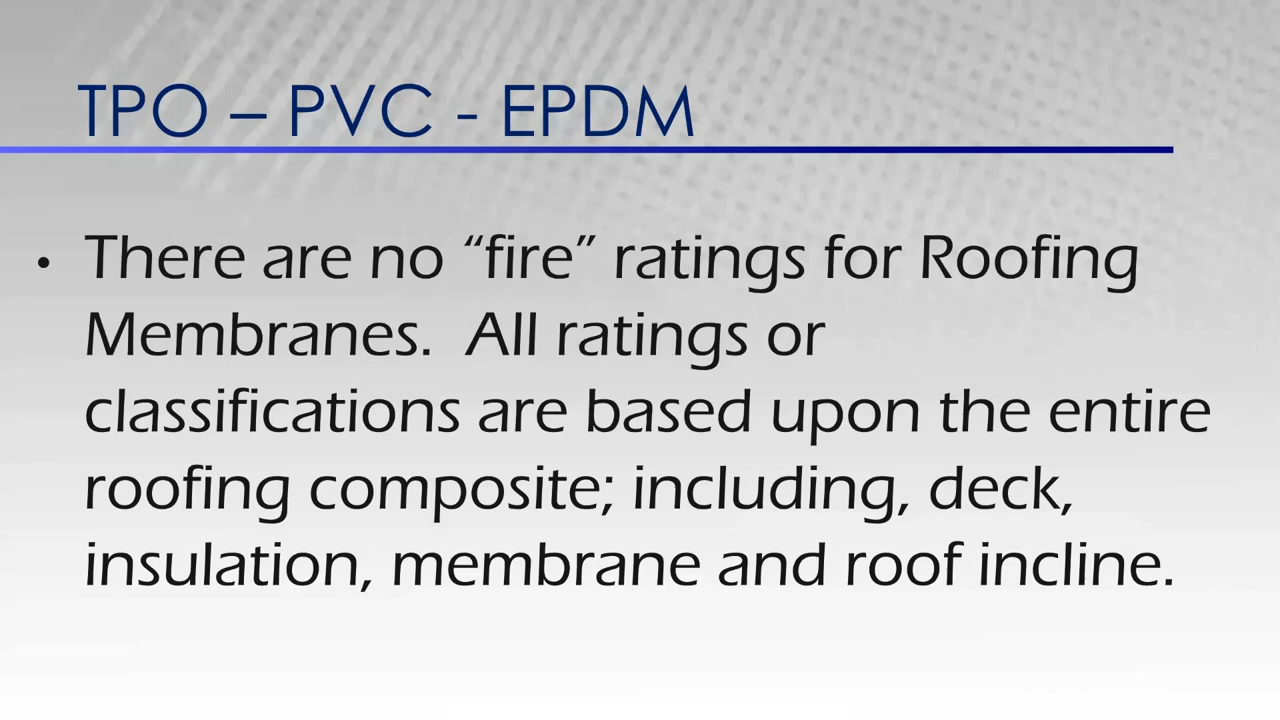 TPO – PVC - EPDM
• There are no “fire” ratings for Roofing
Membranes.  All ratings or
classifications are based upon the entire
roofing composite; including, deck,
insulation, membrane and roof incline.